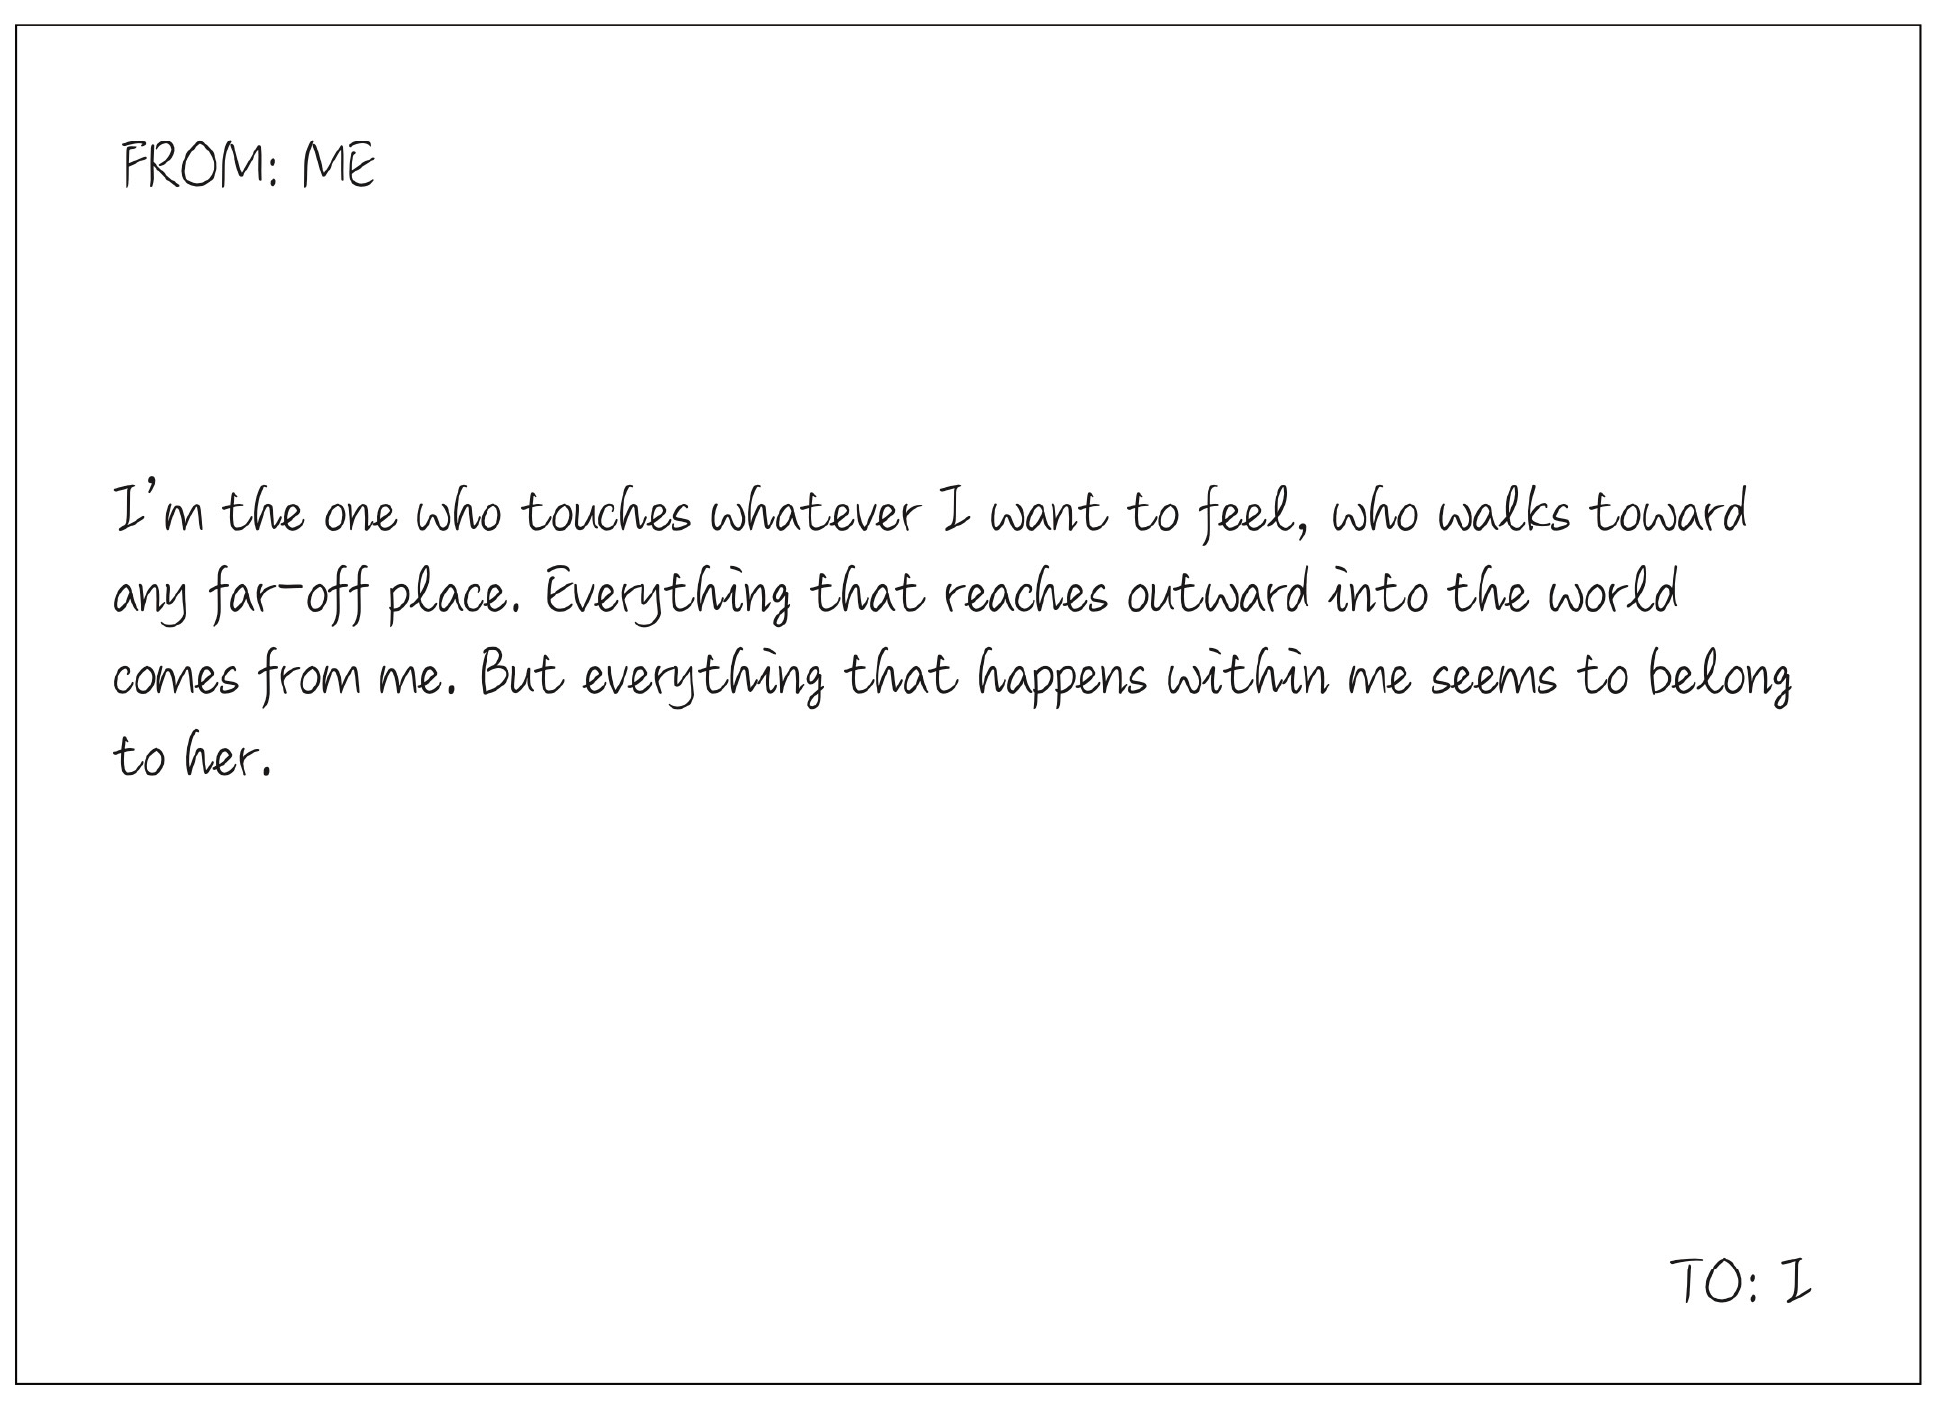 FROM: ME
I’m the one who touches whatever I want to feel, who walks toward
any far-off place. Everything that reaches outward into the world
comes from me. But everything that happens within me seems to belong
to her.
TO: I